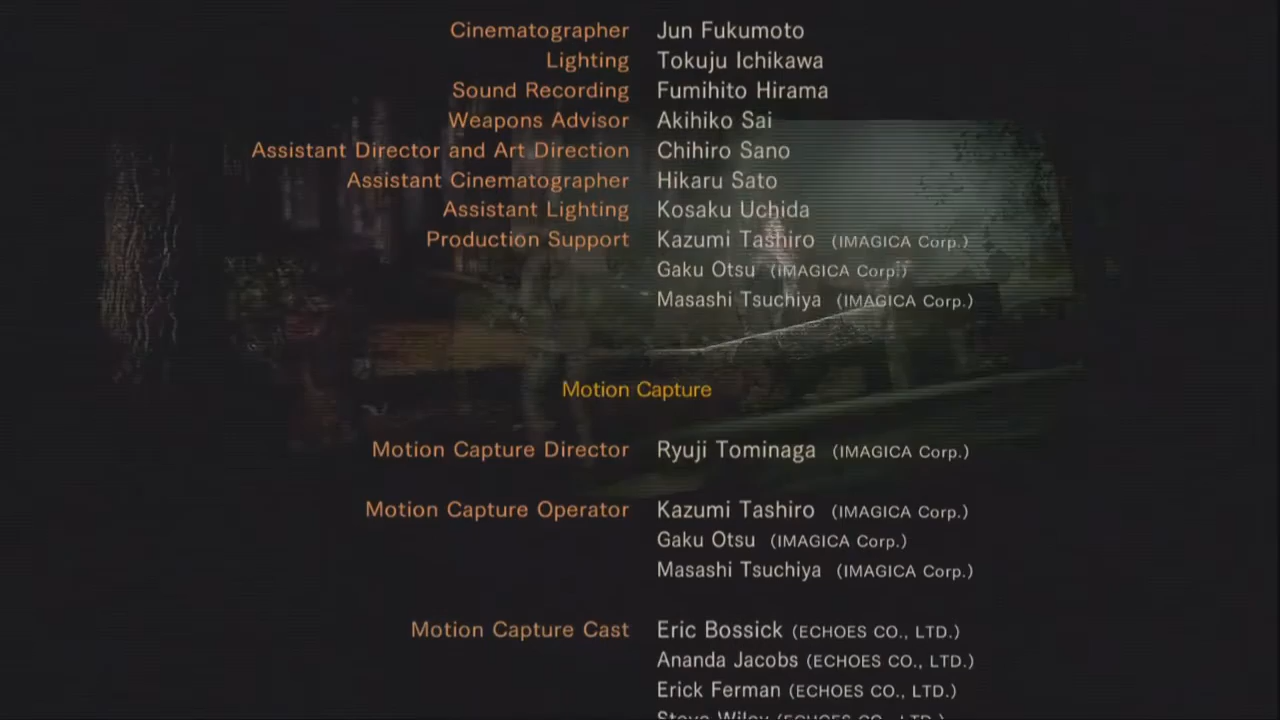 Cinematographer Jun Fukumoto
Lighting Tokuju Ichikawa
Sound Recording Fumihito Hirama
Weapons Advisor Akihiko Sai
Assistant Director and Art Direction Chihiro Sano
Assistant Cinematographer Hikaru Sato
Assistant Lighting Kosaku Uchida
Production Support Kazumi Tashiro (IMAGICA Corp.)
Gaku Otsu (IMAGICA Corp.)
Masashi Tsuchiya (IMAGICA Corp.)
Motion Capture
Motion Capture Director Ryuji Tominaga (IMAGICA Corp.)
Motion Capture Operator Kazumi Tashiro (IMAGICA Corp.)
Gaku Otsu (IMAGICA Corp.)
Masashi Tsuchiya (IMAGICA Corp.)
Motion Capture Cast Eric Bossick (ECHOES CO., LTD.)
Ananda Jacobs (ECHOES CO., LTD.)
Erick Ferman (ECHOES CO., LTD.)